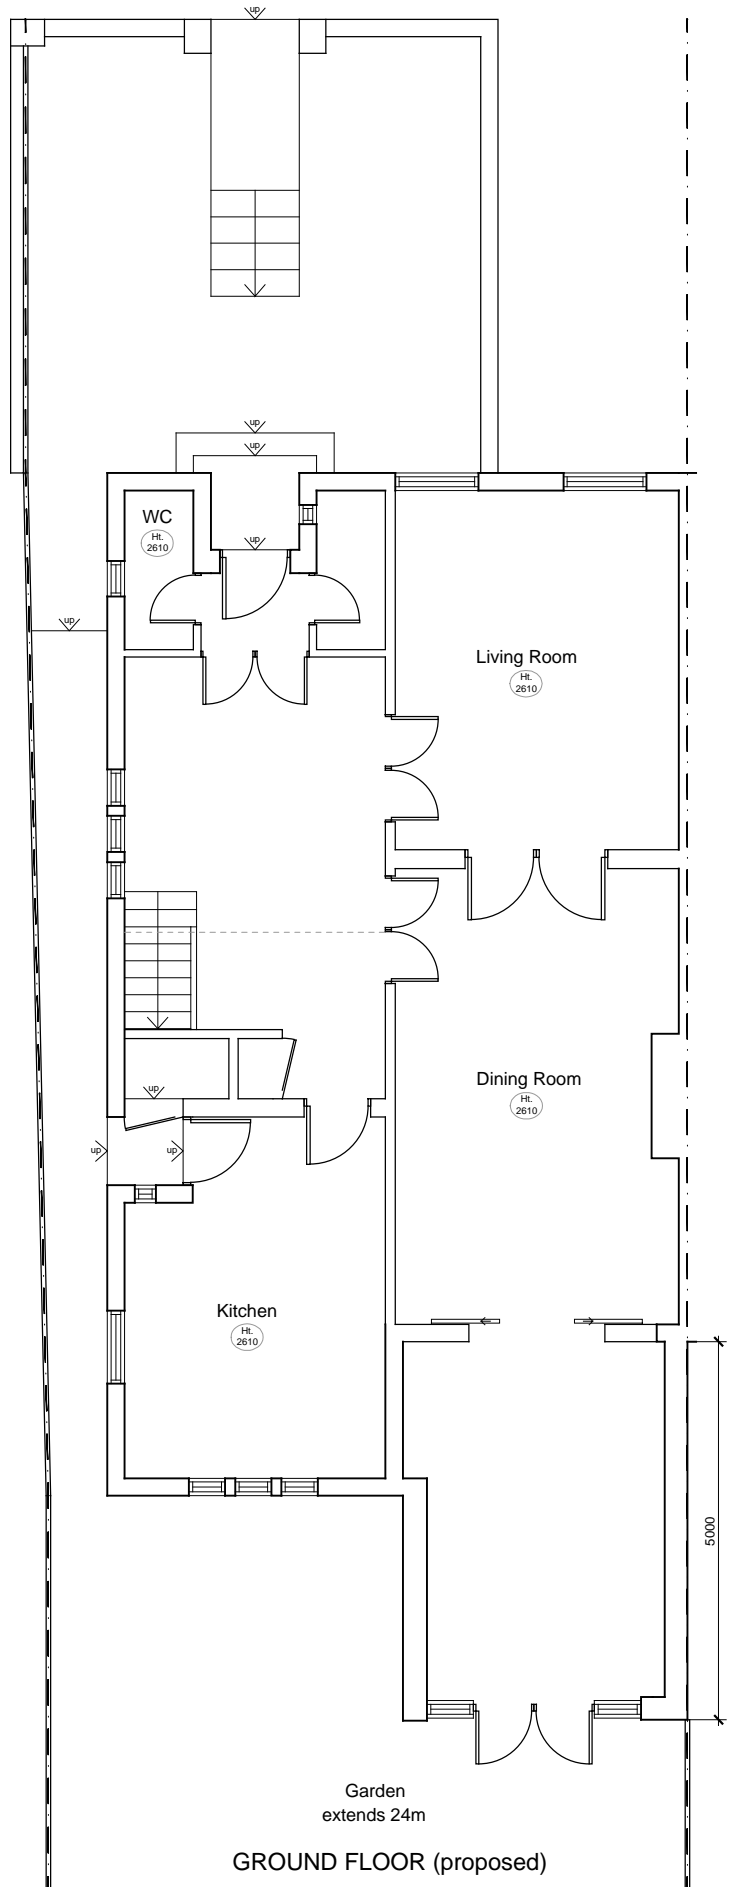 up
up
up
WC
Ht.
2610
up
up
Living Room
Ht.
2610
Dining Room
Ht.
2610
up
up
up
Kitchen
Ht.
2610
5000
Garden
extends 24m
GROUND FLOOR (proposed)